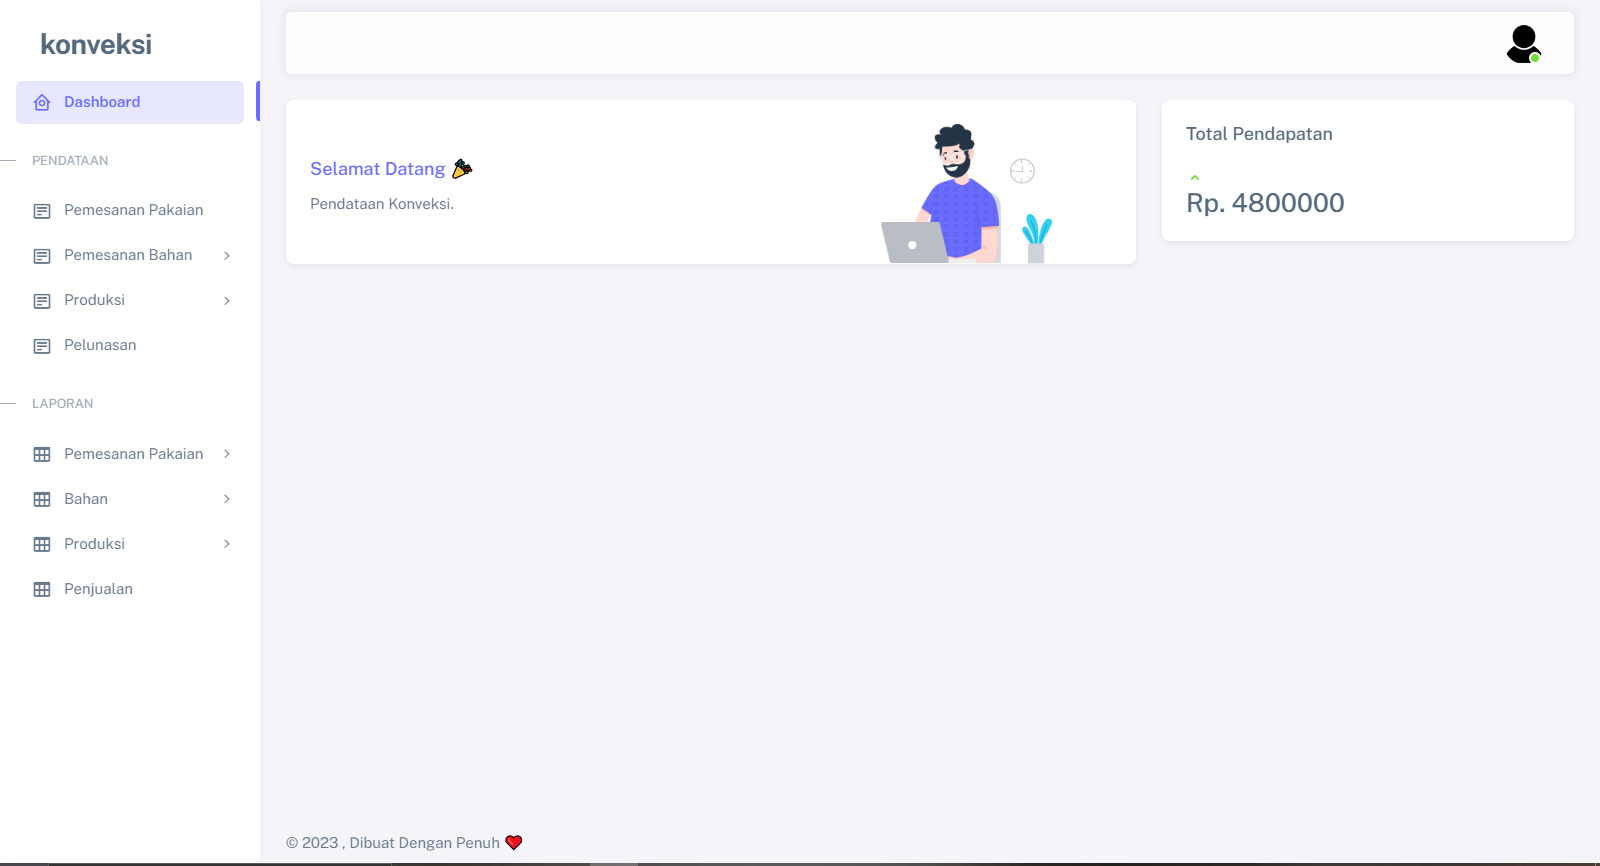 konveksi
Dashboard
PENDATAAN
Pemesanan Pakaian
Pemesanan Bahan
Produksi
Pelunasan
LAPORAN
Pemesanan Pakaian
Bahan
Produksi
Penjualan
Selamat Datang 🎉
Pendataan Konveksi.
Total Pendapatan
Rp. 4800000
© 2023 , Dibuat Dengan Penuh ❤️